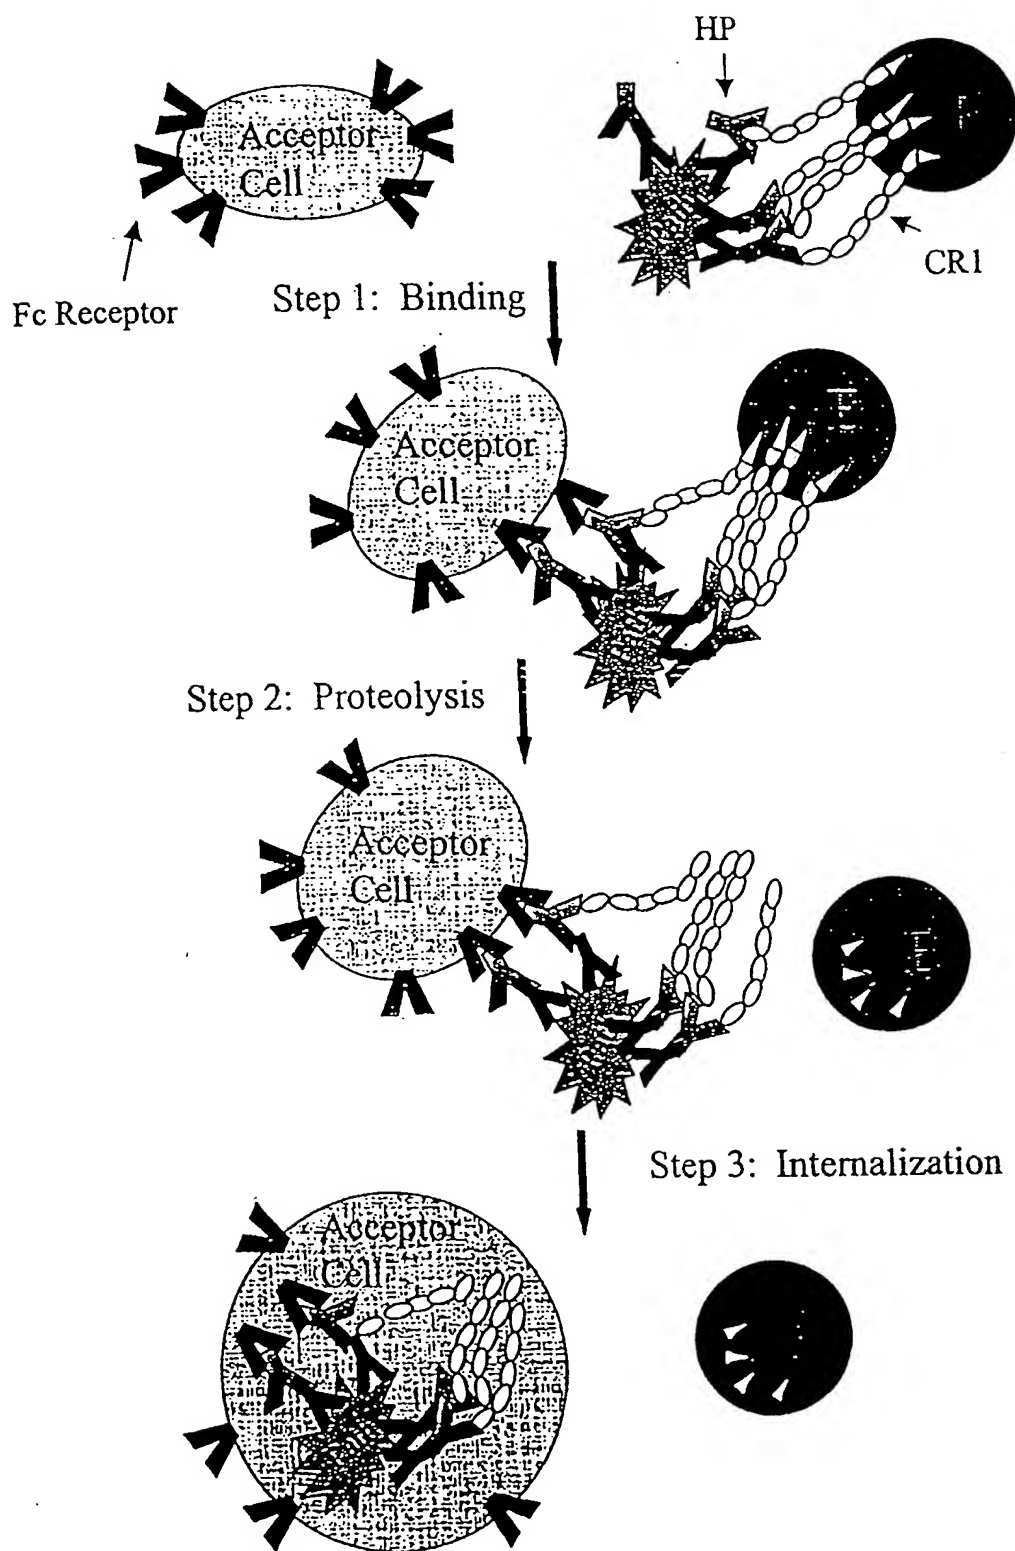 HP
Acceptor
Cell
E
CR1
Fc Receptor
Step 1: Binding
E
Acceptor
Cell
Step 2: Proteolysis
Acceptor
Cell
E
Step 3: Internalization
Acceptor
Cell